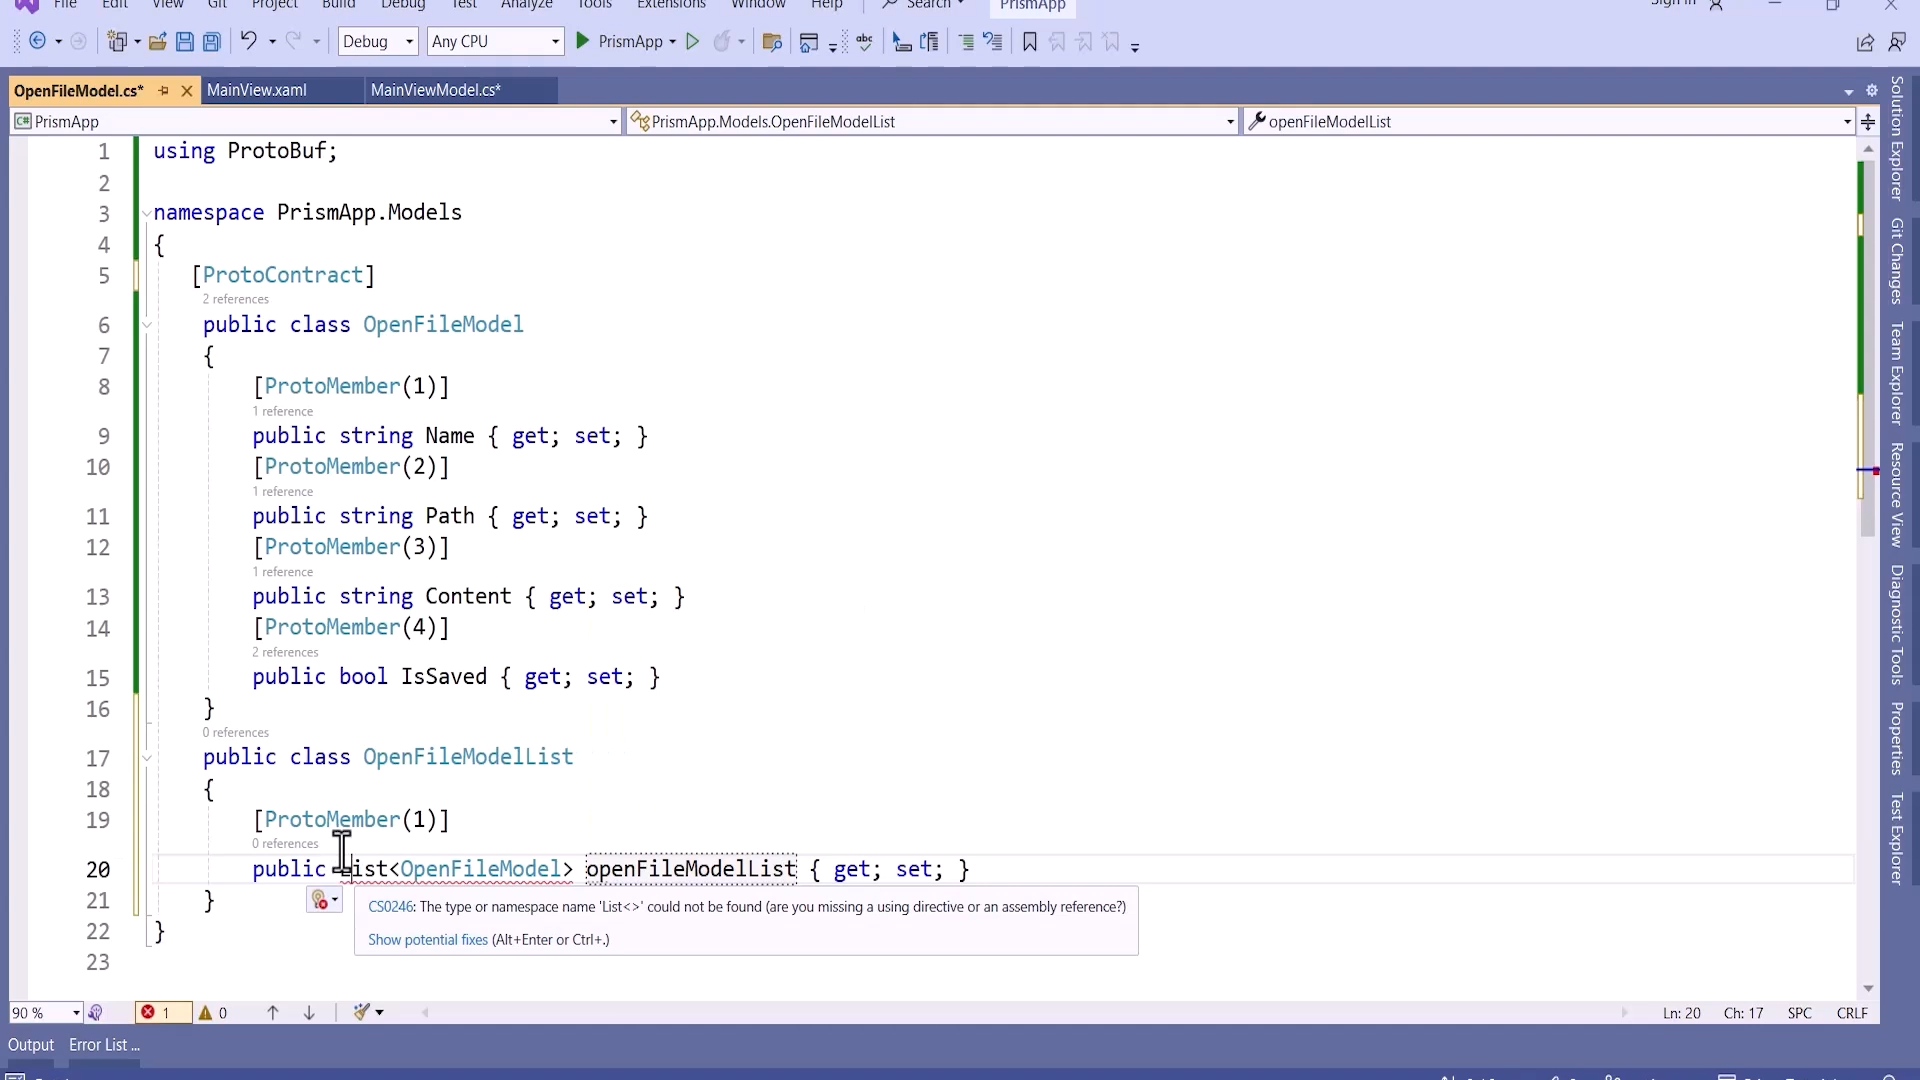 File Edit View Git Project Build Debug Test Analyze Tools Extensions Window Help Search PrismApp Sign in
Debug Any CPU PrismApp
OpenFileModel.cs* MainView.xaml MainViewModel.cs*
PrismApp PrismApp.Models.OpenFileModelList openFileModelList
1 using ProtoBuf;
2
3 namespace PrismApp.Models
4 {
5 [ProtoContract]
2 references
6 public class OpenFileModel
7 {
8 [ProtoMember(1)]
1 reference
9 public string Name { get; set; }
10 [ProtoMember(2)]
1 reference
11 public string Path { get; set; }
12 [ProtoMember(3)]
1 reference
13 public string Content { get; set; }
14 [ProtoMember(4)]
2 references
15 public bool IsSaved { get; set; }
16 }
0 references
17 public class OpenFileModelList
18 {
19 [ProtoMember(1)]
0 references
20 public List<OpenFileModel> openFileModelList { get; set; }
21 }
CS0246: The type or namespace name 'List<>' could not be found (are you missing a using directive or an assembly reference?)
22 }
Show potential fixes (Alt+Enter or Ctrl+.)
23
90 % 1 0 Ln: 20 Ch: 17 SPC CRLF
Output Error List ...
Solution Explorer
Git Changes
Team Explorer
Resource View
Diagnostic Tools
Properties
Test Explorer